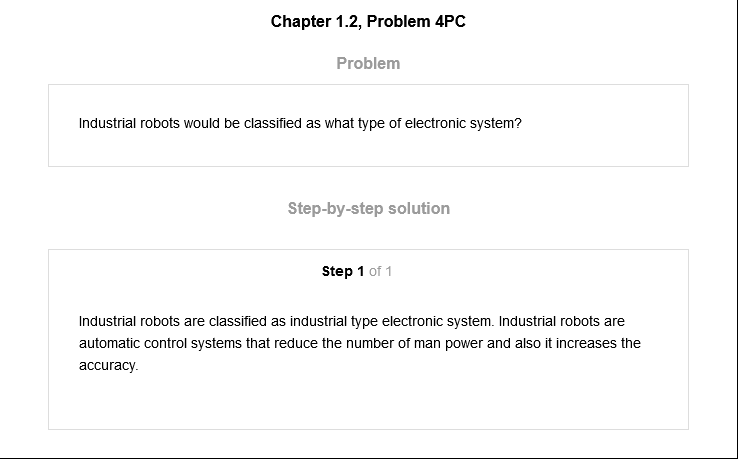 Chapter 1.2, Problem 4PC
Problem
Industrial robots would be classified as what type of electronic system?
Step-by-step solution
Step 1 of 1
Industrial robots are classified as industrial type electronic system. Industrial robots are
automatic control systems that reduce the number of man power and also it increases the
accuracy.